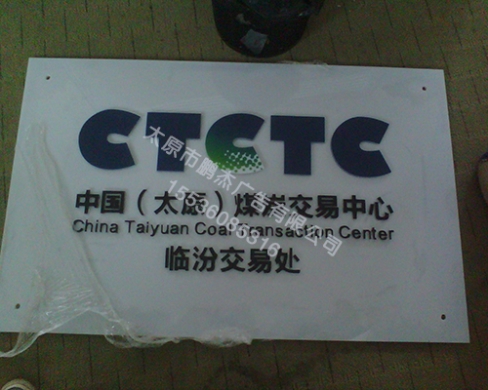 CTCTC
中国（太原）煤炭交易中心
China Taiyuan Coal Transaction Center
临汾交易处
太原市鹏杰广告有限公司
15536095316